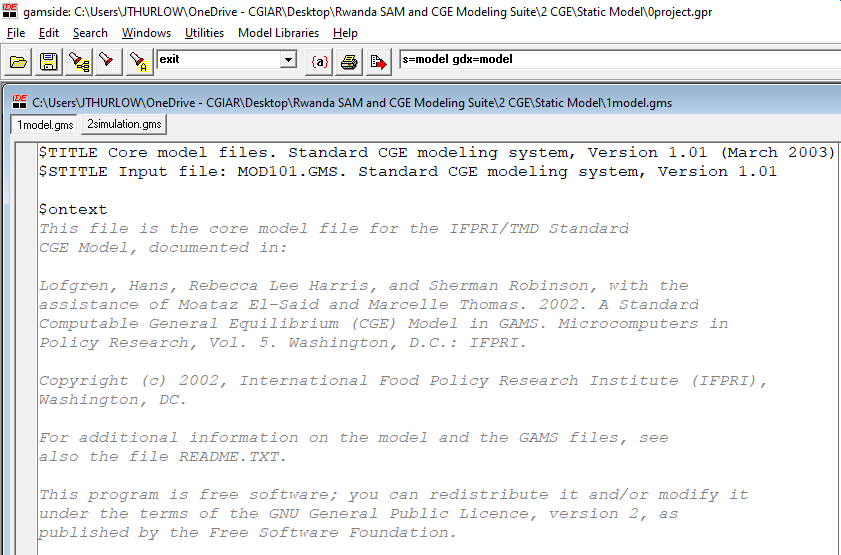 gamside: C:\Users\JTHURLOW\OneDrive - CGIAR\Desktop\Rwanda SAM and CGE Modeling Suite\2 CGE\Static Model\0project.gpr
File Edit Search Windows Utilities Model Libraries Help
exit {a} s=model gdx=model
IDE C:\Users\JTHURLOW\OneDrive - CGIAR\Desktop\Rwanda SAM and CGE Modeling Suite\2 CGE\Static Model\1model.gms
1model.gms 2simulation.gms
$TITLE Core model files. Standard CGE modeling system, Version 1.01 (March 2003)
$STITLE Input file: MOD101.GMS. Standard CGE modeling system, Version 1.01
$ontext
This file is the core model file for the IFPRI/TMD Standard
CGE Model, documented in:
Lofgren, Hans, Rebecca Lee Harris, and Sherman Robinson, with the
assistance of Moataz El-Said and Marcelle Thomas. 2002. A Standard
Computable General Equilibrium (CGE) Model in GAMS. Microcomputers in
Policy Research, Vol. 5. Washington, D.C.: IFPRI.
Copyright (c) 2002, International Food Policy Research Institute (IFPRI),
Washington, DC.
For additional information on the model and the GAMS files, see
also the file README.TXT.
This program is free software; you can redistribute it and/or modify it
under the terms of the GNU General Public Licence, version 2, as
published by the Free Software Foundation.